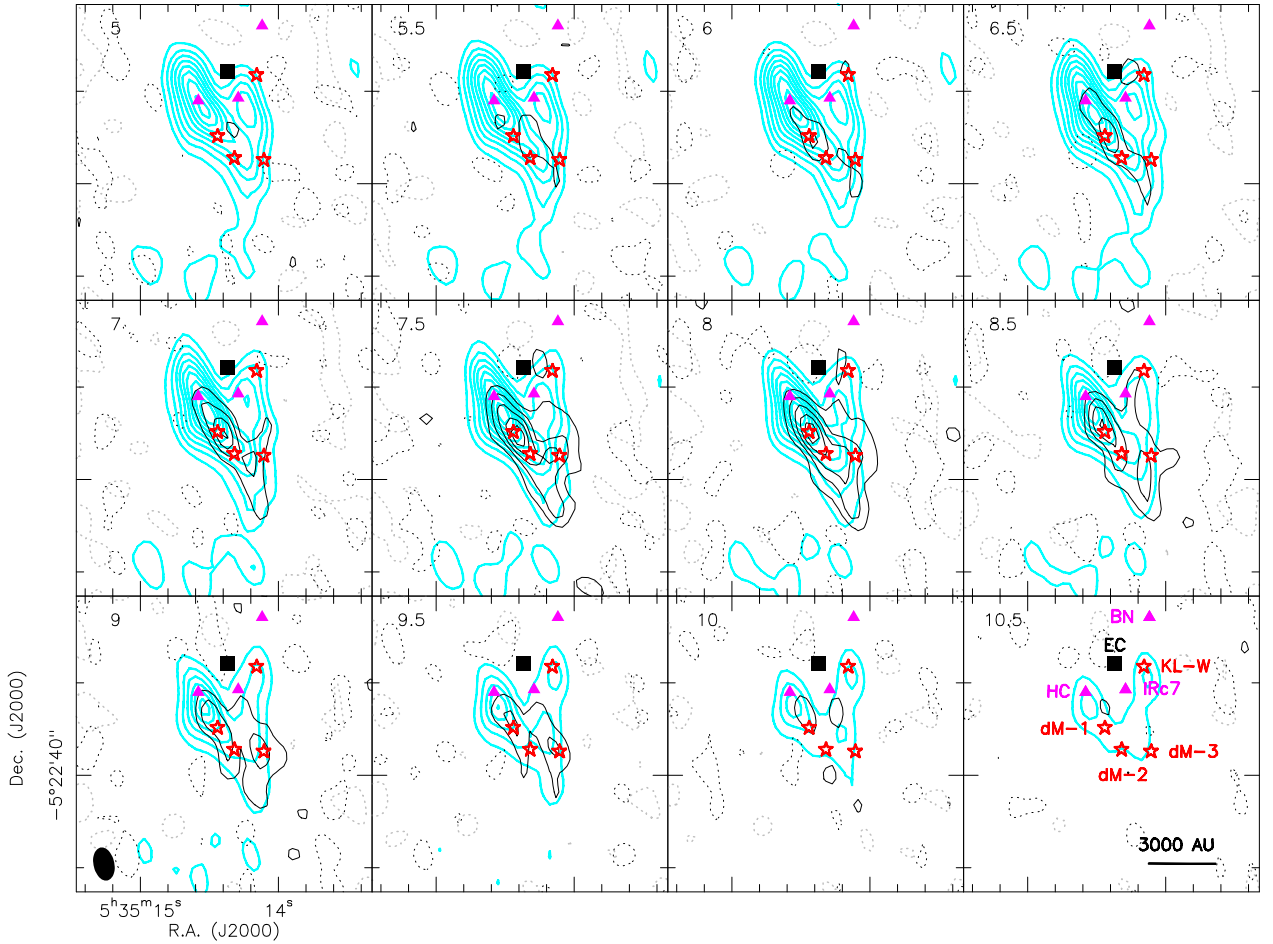 5 5.5 6 6.5
7 7.5 8 8.5
9 9.5 10 10.5
BN
EC
KL-W
HC IRc7
dM-1
dM-3
dM-2
3000 AU
Dec. (J2000)
-5°22'40"
5h35m15s 14s
R.A. (J2000)